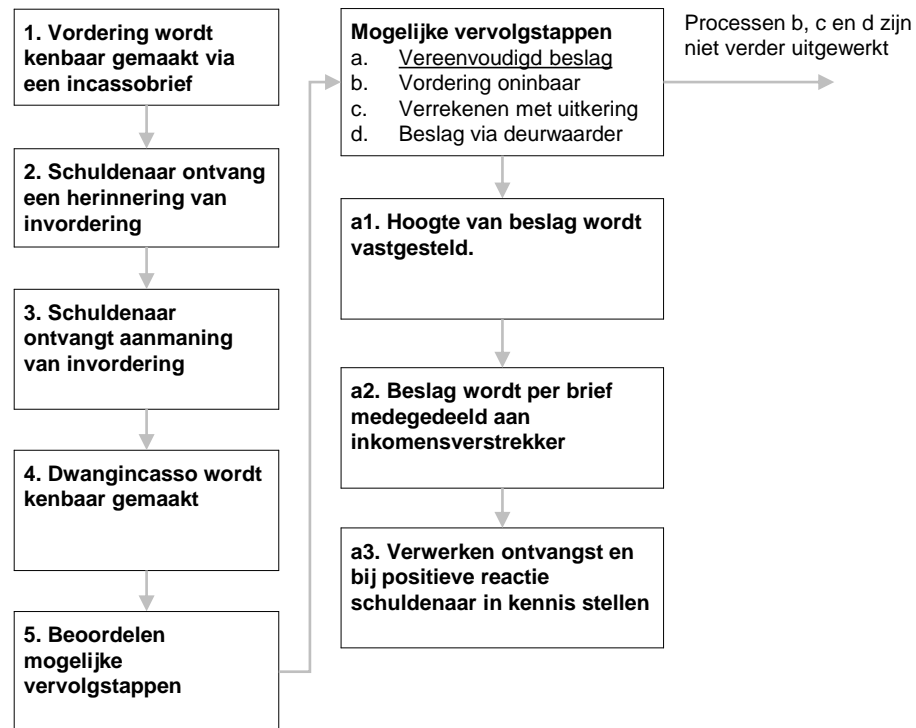 1. Vordering wordt
kenbaar gemaakt via
een incassobrief
2. Schuldenaar ontvang
een herinnering van
invordering
3. Schuldenaar
ontvangt aanmaning
van invordering
4. Dwangincasso wordt
kenbaar gemaakt
5. Beoordelen
mogelijke
vervolgstappen
Mogelijke vervolgstappen
a. Vereenvoudigd beslag
b. Vordering oninbaar
c. Verrekenen met uitkering
d. Beslag via deurwaarder
Processen b, c en d zijn
niet verder uitgewerkt
a1. Hoogte van beslag wordt
vastgesteld.
a2. Beslag wordt per brief
medegedeeld aan
inkomensverstrekker
a3. Verwerken ontvangst en
bij positieve reactie
schuldenaar in kennis stellen